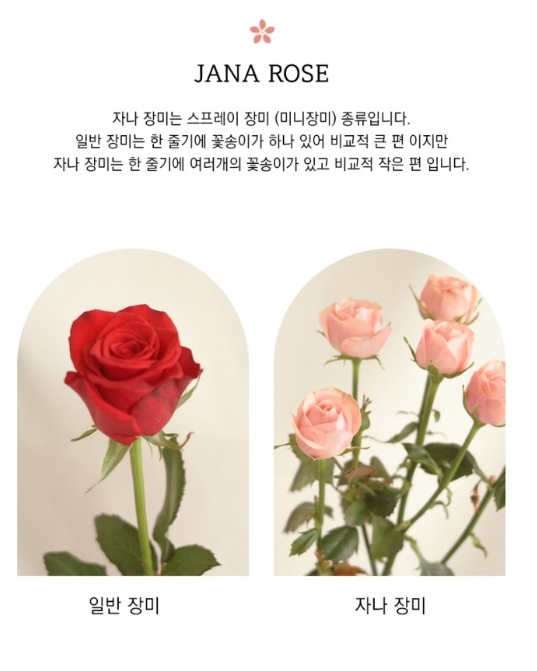 JANA ROSE
자나 장미는 스프레이 장미 (미니장미) 종류입니다.
일반 장미는 한 줄기에 꽃송이가 하나 있어 비교적 큰 편 이지만
자나 장미는 한 줄기에 여러개의 꽃송이가 있고 비교적 작은 편 입니다.
일반 장미
자나 장미